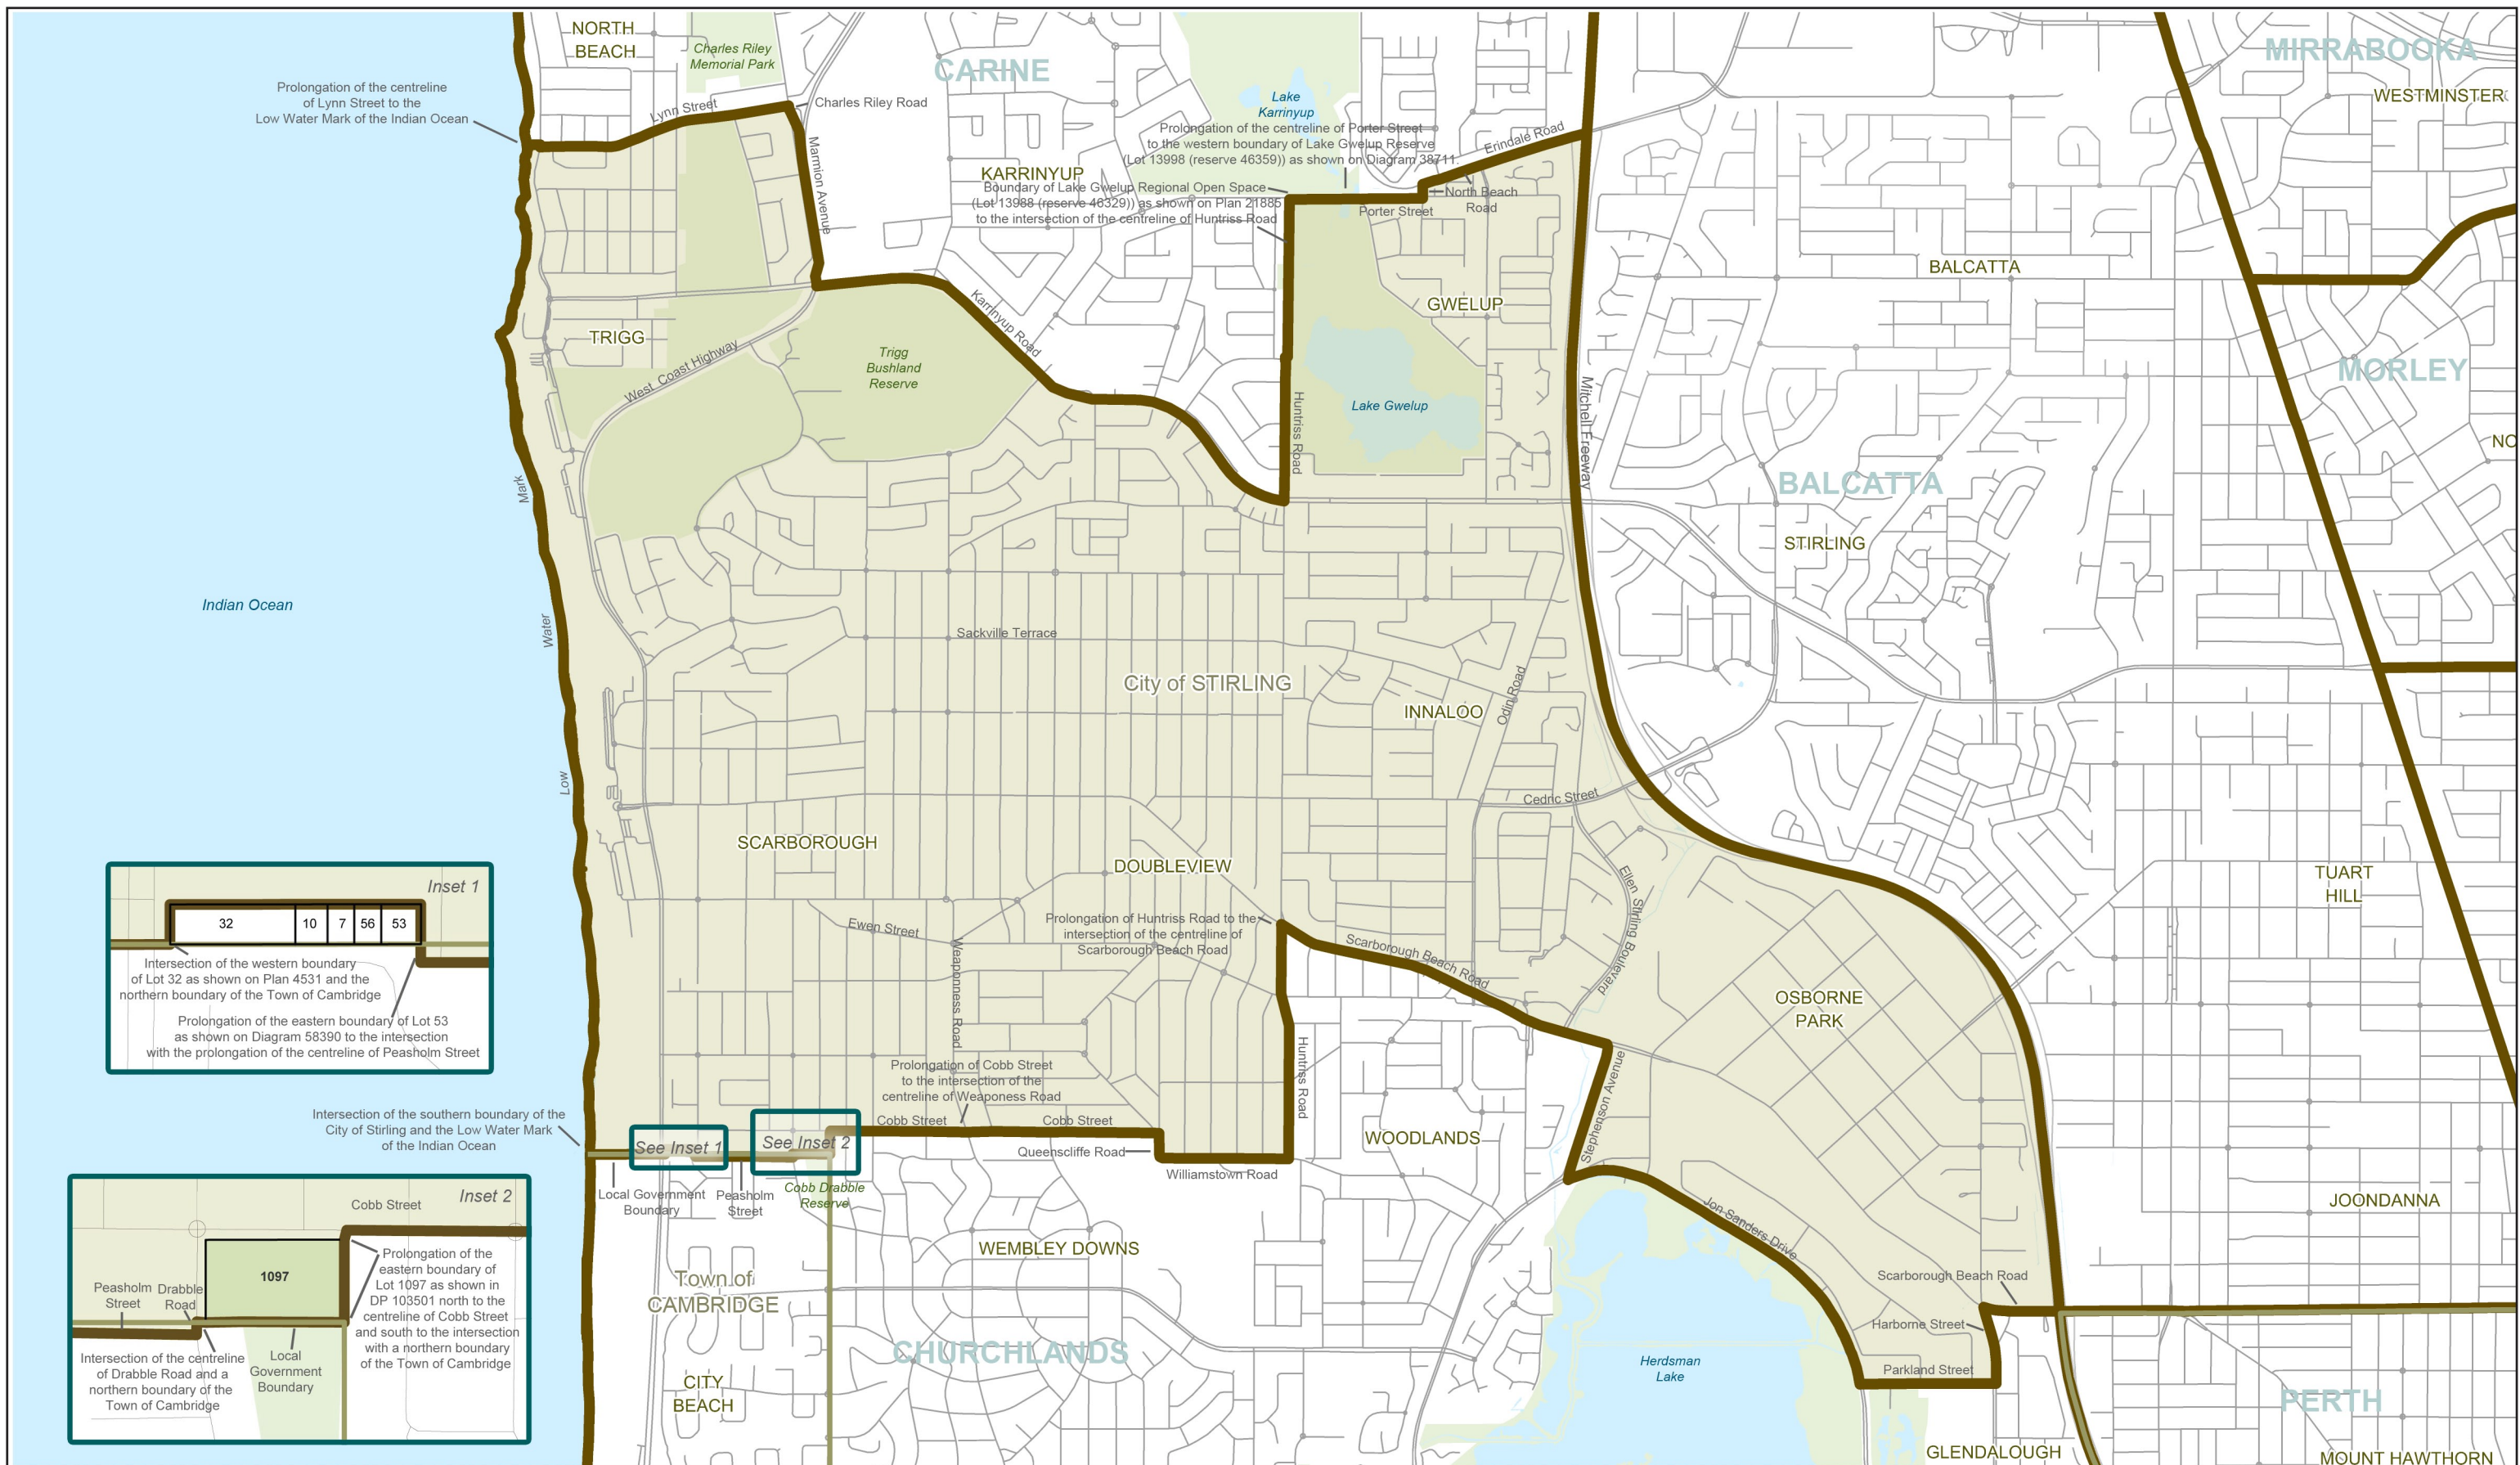 NORTH
BEACH
Charles Riley
Memorial Park
CARINE
MIRRABOOKA
WESTMINSTER
Prolongation of the centreline
of Lynn Street to the
Low Water Mark of the Indian Ocean
Lynn Street
Charles Riley Road
Marmion Avenue
Lake
Karrinyup
Prolongation of the centreline of Porter Street
to the western boundary of Lake Gwelup Reserve
(Lot 13998 (reserve 46359)) as shown on Diagram 38711.
Erindale Road
KARRINYUP
Boundary of Lake Gwelup Regional Open Space
(Lot 13988 (reserve 46329)) as shown on Plan 21885
to the intersection of the centreline of Huntriss Road
North Beach
Road
Porter Street
BALCATTA
GWELUP
Karrinyup Road
TRIGG
West Coast Highway
Trigg
Bushland
Reserve
Lake Gwelup
Huntriss Road
Mitchell Freeway
MORLEY
NO
BALCATTA
STIRLING
Mark
Indian Ocean
Water
Sackville Terrace
City of STIRLING
INNALOO
Odin Road
Low
Cedric Street
SCARBOROUGH
DOUBLEVIEW
Ellen Stirling Boulevard
TUART
HILL
Inset 1
32
10
7
56
53
Intersection of the western boundary
of Lot 32 as shown on Plan 4531 and the
northern boundary of the Town of Cambridge
Prolongation of the eastern boundary of Lot 53
as shown on Diagram 58390 to the intersection
with the prolongation of the centreline of Peasholm Street
Ewen Street
Weaponness Road
Prolongation of Huntriss Road to the
intersection of the centreline of
Scarborough Beach Road
Scarborough Beach Road
OSBORNE
PARK
Prolongation of Cobb Street
to the intersection of the
centreline of Weaponess Road
Huntriss Road
Stephenson Avenue
Intersection of the southern boundary of the
City of Stirling and the Low Water Mark
of the Indian Ocean
See Inset 1
See Inset 2
Cobb Street
Cobb Street
Queenscliffe Road
Williamstown Road
WOODLANDS
Local Government
Boundary
Peasholm
Street
Cobb Drabble
Reserve
Jon Sanders Drive
JOONDANNA
Inset 2
Cobb Street
1097
Peasholm
Street
Drabble
Road
Prolongation of the
eastern boundary of
Lot 1097 as shown in
DP 103501 north to the
centreline of Cobb Street
and south to the intersection
with a northern boundary
of the Town of Cambridge
Intersection of the centreline
of Drabble Road and a
northern boundary of the
Town of Cambridge
Local
Government
Boundary
WEMBLEY DOWNS
Town of
CAMBRIDGE
CHURCHLANDS
CITY
BEACH
Herdsman
Lake
Scarborough Beach Road
Harborne Street
Parkland Street
PERTH
GLENDALOUGH
MOUNT HAWTHORN